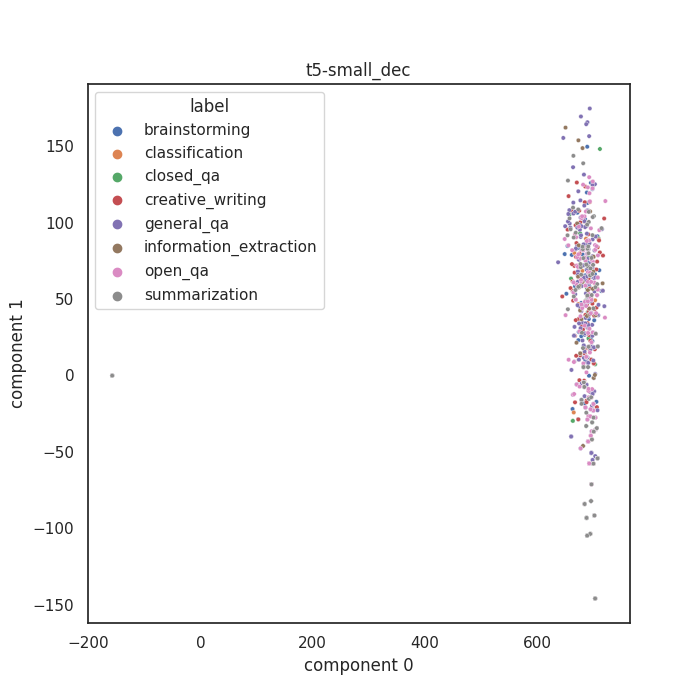 t5-small_dec
label
brainstorming
classification
closed_qa
creative_writing
general_qa
information_extraction
open_qa
summarization
component 1
150
100
50
0
−50
−100
−150
−200
0
200
400
600
component 0